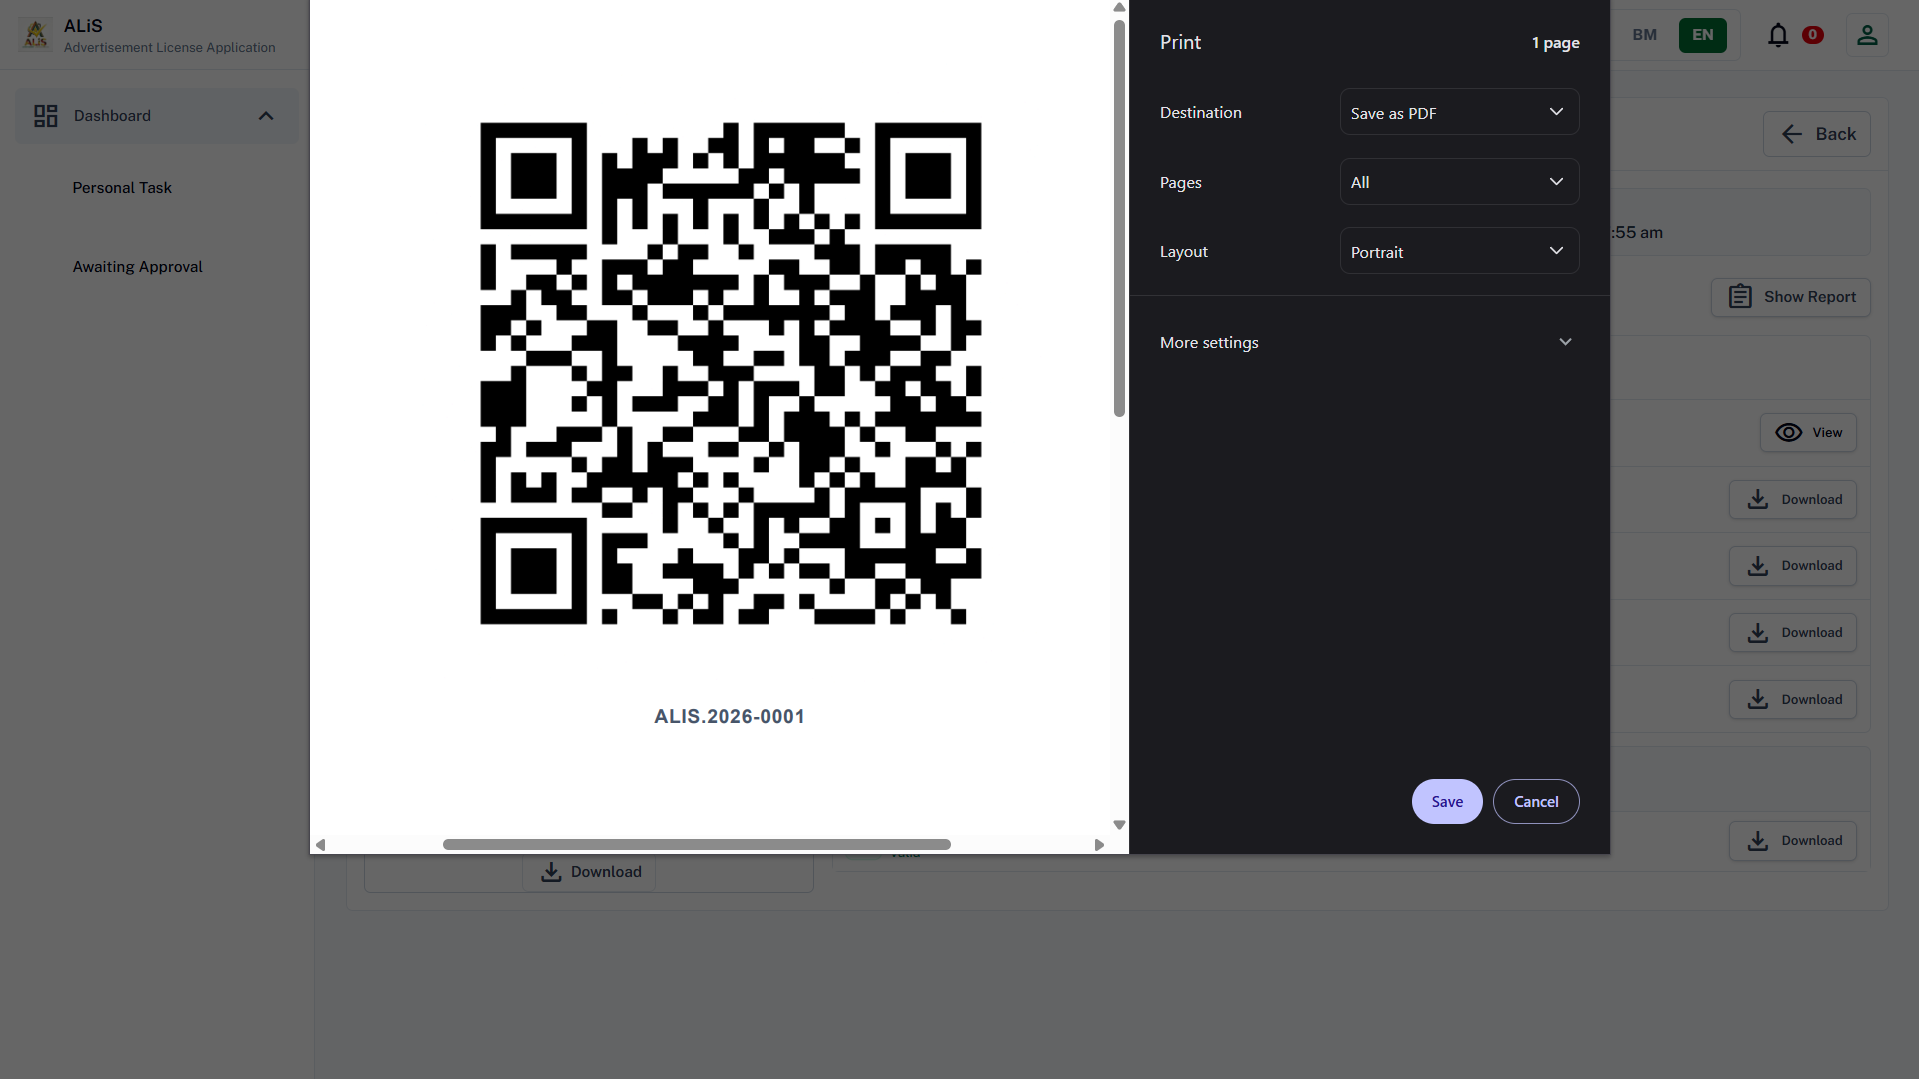 ALiS
Advertisement License Application
Dashboard
Personal Task
Awaiting Approval
ALIS.2026-0001
Print
1 page
Destination
Save as PDF
Pages
All
Layout
Portrait
More settings
Save
Cancel
BM
EN
0
Back
:55 am
Show Report
View
Download
Download
Download
Download
Download
Download